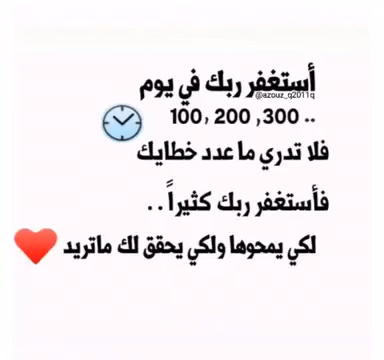 أستغفر ربك في يوم
@azouz_q2011q
100, 200 ,300 ..
فلا تدري ما عدد خطايك
فأستغفر ربك كثيراً . .
لكي يمحوها ولكي يحقق لك ماتريد